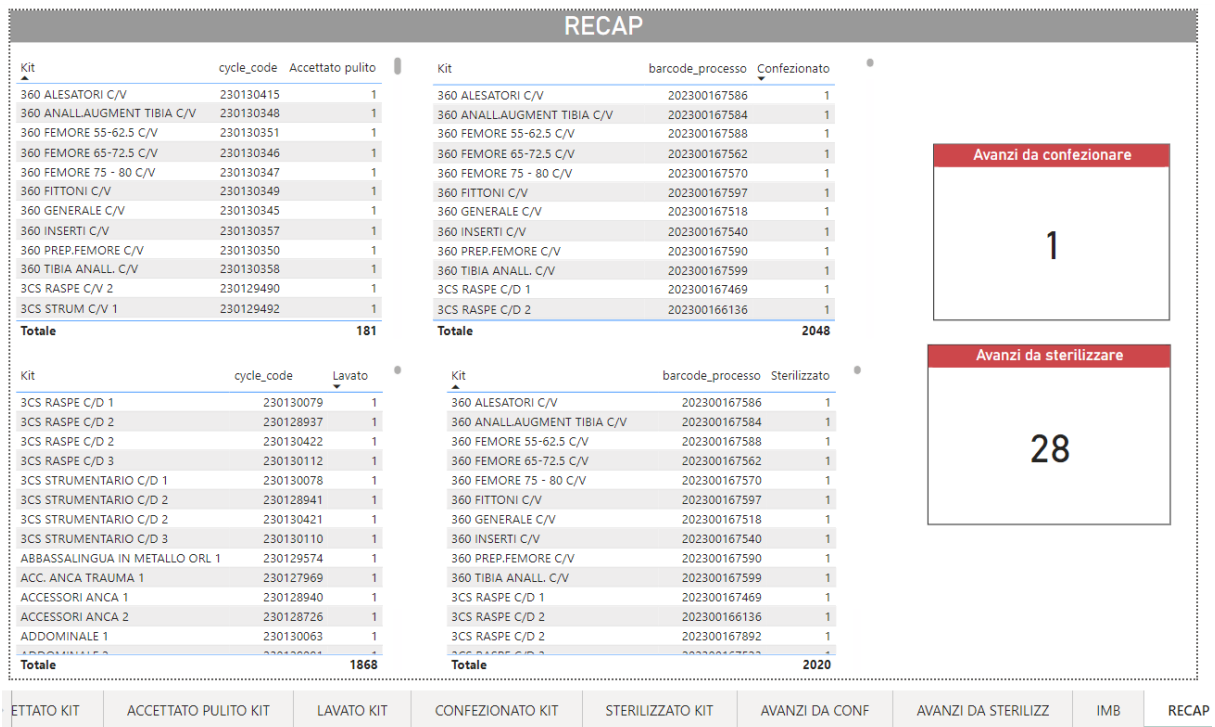 RECAP
Kit cycle_code Accettato pulito
360 ALESATORI C/V 230130415 1
360 ANALL.AUGMENT TIBIA C/V 230130348 1
360 FEMORE 55-62.5 C/V 230130351 1
360 FEMORE 65-72.5 C/V 230130346 1
360 FEMORE 75 - 80 C/V 230130347 1
360 FITTONI C/V 230130349 1
360 GENERALE C/V 230130345 1
360 INSERTI C/V 230130357 1
360 PREP.FEMORE C/V 230130350 1
360 TIBIA ANALL. C/V 230130358 1
3CS RASPE C/V 2 230129490 1
3CS STRUM C/V 1 230129492 1
Totale 181
Kit barcode_processo Confezionato
360 ALESATORI C/V 202300167586 1
360 ANALL.AUGMENT TIBIA C/V 202300167584 1
360 FEMORE 55-62.5 C/V 202300167588 1
360 FEMORE 65-72.5 C/V 202300167562 1
360 FEMORE 75 - 80 C/V 202300167570 1
360 FITTONI C/V 202300167597 1
360 GENERALE C/V 202300167518 1
360 INSERTI C/V 202300167540 1
360 PREP.FEMORE C/V 202300167590 1
360 TIBIA ANALL. C/V 202300167599 1
3CS RASPE C/D 1 202300167469 1
3CS RASPE C/D 2 202300166136 1
Totale 2048
Avanzi da confezionare
1
Kit cycle_code Lavato
3CS RASPE C/D 1 230130079 1
3CS RASPE C/D 2 230128937 1
3CS RASPE C/D 2 230130422 1
3CS RASPE C/D 3 230130112 1
3CS STRUMENTARIO C/D 1 230130078 1
3CS STRUMENTARIO C/D 2 230128941 1
3CS STRUMENTARIO C/D 2 230130421 1
3CS STRUMENTARIO C/D 3 230130110 1
ABBASSALINGUA IN METALLO ORL 1 230129574 1
ACC. ANCA TRAUMA 1 230127969 1
ACCESSORI ANCA 1 230128940 1
ACCESSORI ANCA 2 230128726 1
ADDOMINALE 1 230130063 1
Totale 1868
Kit barcode_processo Sterilizzato
360 ALESATORI C/V 202300167586 1
360 ANALL.AUGMENT TIBIA C/V 202300167584 1
360 FEMORE 55-62.5 C/V 202300167588 1
360 FEMORE 65-72.5 C/V 202300167562 1
360 FEMORE 75 - 80 C/V 202300167570 1
360 FITTONI C/V 202300167597 1
360 GENERALE C/V 202300167518 1
360 INSERTI C/V 202300167540 1
360 PREP.FEMORE C/V 202300167590 1
360 TIBIA ANALL. C/V 202300167599 1
3CS RASPE C/D 1 202300167469 1
3CS RASPE C/D 2 202300166136 1
3CS RASPE C/D 2 202300167892 1
Totale 2020
Avanzi da sterilizzare
28
ETTATO KIT ACCETTATO PULITO KIT LAVATO KIT CONFEZIONATO KIT STERILIZZATO KIT AVANZI DA CONF AVANZI DA STERILIZZ IMB RECAP